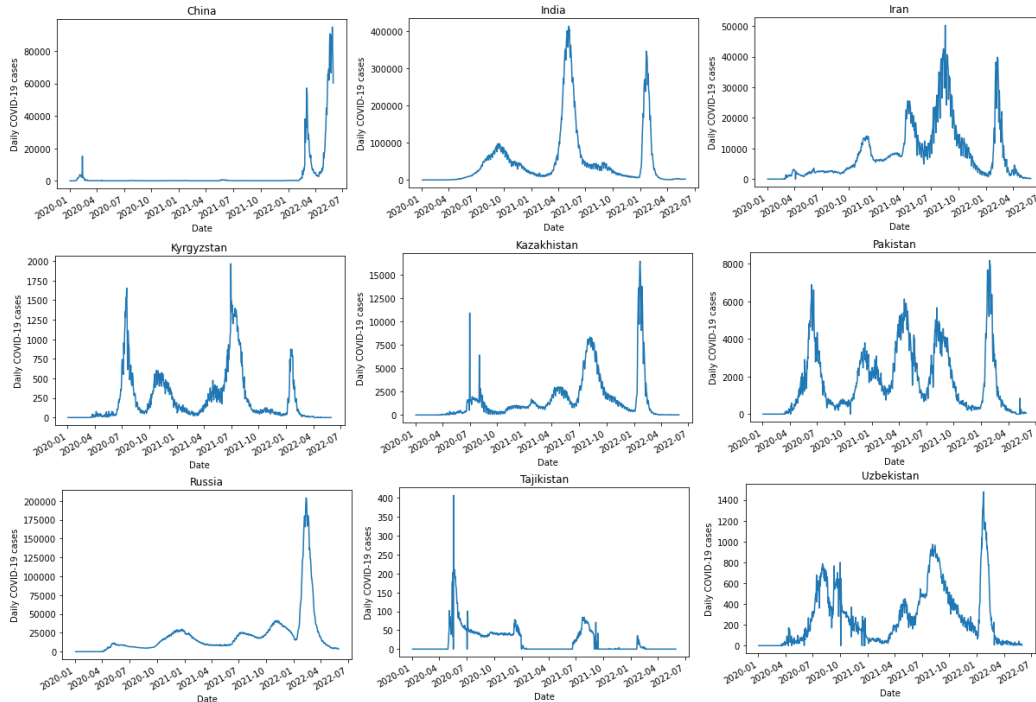 China
Daily COVID-19 cases
80000
60000
40000
20000
0
2020-01 2020-04 2020-07 2020-10 2021-01 2021-04 2021-07 2021-10 2022-01 2022-04 2022-07
Date
India
Daily COVID-19 cases
400000
300000
200000
100000
0
2020-01 2020-04 2020-07 2020-10 2021-01 2021-04 2021-07 2021-10 2022-01 2022-04 2022-07
Date
Iran
Daily COVID-19 cases
50000
40000
30000
20000
10000
0
2020-01 2020-04 2020-07 2020-10 2021-01 2021-04 2021-07 2021-10 2022-01 2022-04 2022-07
Date
Kyrgyzstan
Daily COVID-19 cases
2000
1750
1500
1250
1000
750
500
250
0
2020-01 2020-04 2020-07 2020-10 2021-01 2021-04 2021-07 2021-10 2022-01 2022-04 2022-07
Date
Kazakhistan
Daily COVID-19 cases
15000
12500
10000
7500
5000
2500
0
2020-01 2020-04 2020-07 2020-10 2021-01 2021-04 2021-07 2021-10 2022-01 2022-04 2022-07
Date
Pakistan
Daily COVID-19 cases
8000
6000
4000
2000
0
2020-01 2020-04 2020-07 2020-10 2021-01 2021-04 2021-07 2021-10 2022-01 2022-04 2022-07
Date
Russia
Daily COVID-19 cases
200000
175000
150000
125000
100000
75000
50000
25000
0
2020-01 2020-04 2020-07 2020-10 2021-01 2021-04 2021-07 2021-10 2022-01 2022-04 2022-07
Date
Tajikistan
Daily COVID-19 cases
400
350
300
250
200
150
100
50
0
2020-01 2020-04 2020-07 2020-10 2021-01 2021-04 2021-07 2021-10 2022-01 2022-04 2022-07
Date
Uzbekistan
Daily COVID-19 cases
1400
1200
1000
800
600
400
200
0
2020-01 2020-04 2020-07 2020-10 2021-01 2021-04 2021-07 2021-10 2022-01 2022-04 2022-07
Date